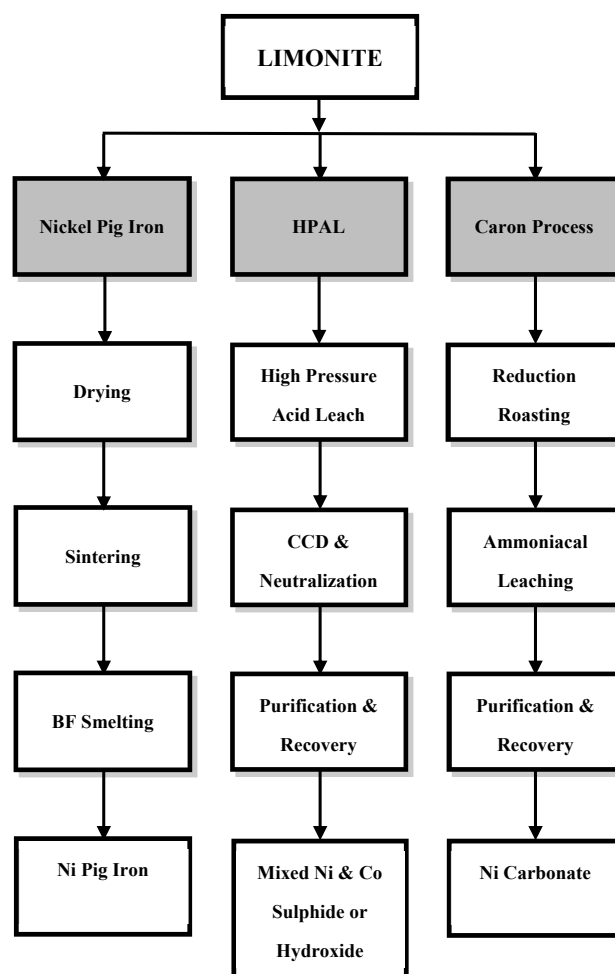 LIMONITE
Nickel Pig Iron
HPAL
Caron Process
Drying
High Pressure
Acid Leach
Reduction
Roasting
Sintering
CCD &
Neutralization
Ammoniacal
Leaching
BF Smelting
Purification &
Recovery
Purification &
Recovery
Ni Pig Iron
Mixed Ni & Co
Sulphide or
Hydroxide
Ni Carbonate